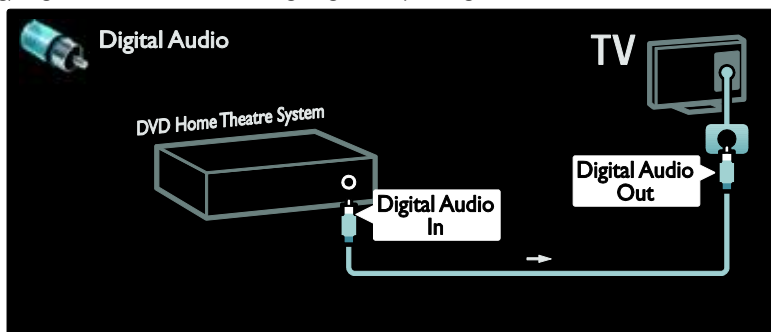 Digital Audio
TV
DVD Home Theatre System
Digital Audio
In
Digital Audio
Out